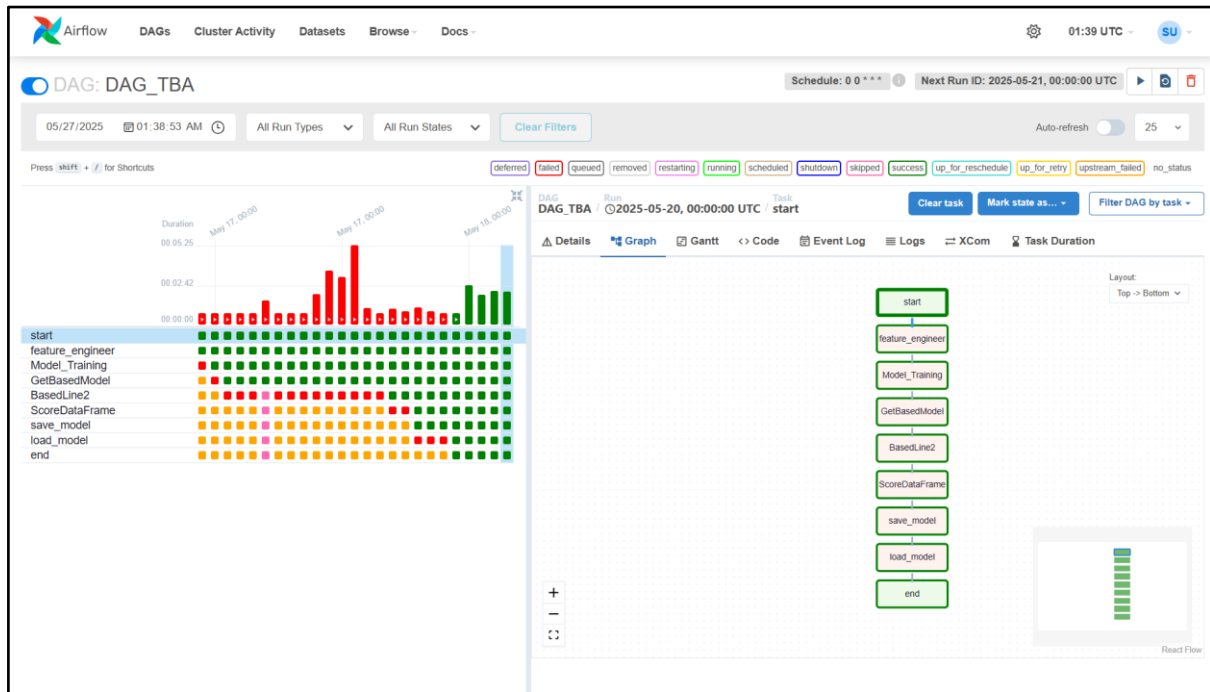 Airflow DAGs Cluster Activity Datasets Browse Docs 01:39 UTC SU
DAG: DAG_TBA Schedule: 0 0 * * * Next Run ID: 2025-05-21, 00:00:00 UTC
05/27/2025 01:38:53 AM All Run Types All Run States Clear Filters Auto-refresh 25
Press shift + / for Shortcuts deferred failed queued removed restarting running scheduled shutdown skipped success up_for_reschedule up_for_retry upstream_failed no_status
Duration
May 17, 00:00 May 17, 00:00 May 18, 00:00
00:05:25
00:02:42
00:00:00
start
feature_engineer
Model_Training
GetBasedModel
BasedLine2
ScoreDataFrame
save_model
load_model
end
DAG Run Task
DAG_TBA / 2025-05-20, 00:00:00 UTC / start Clear task Mark state as... Filter DAG by task
Details Graph Gantt <> Code Event Log Logs XCom Task Duration
Layout:
Top -> Bottom
start
feature_engineer
Model_Training
GetBasedModel
BasedLine2
ScoreDataFrame
save_model
load_model
end
React Flow